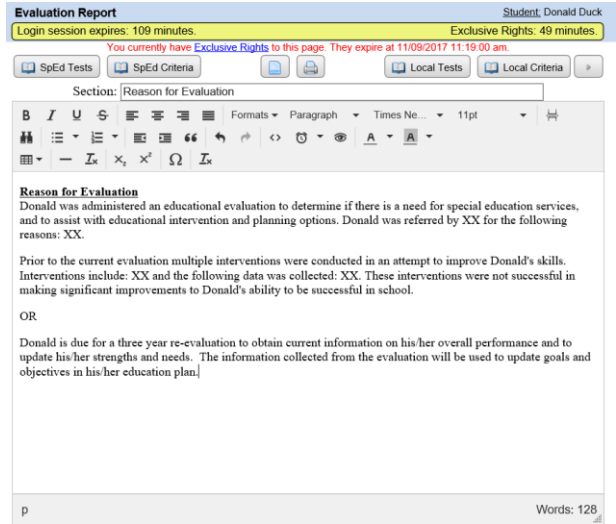 Evaluation Report Student: Donald Duck
Login session expires: 109 minutes. Exclusive Rights: 49 minutes.
You currently have Exclusive Rights to this page. They expire at 11/09/2017 11:19:00 am.
SpEd Tests SpEd Criteria Local Tests Local Criteria
Section: Reason for Evaluation
B I U S Formats Paragraph Times Ne... 11pt
A A
Ix X₂ X² Ω Ix
Reason for Evaluation
Donald was administered an educational evaluation to determine if there is a need for special education services,
and to assist with educational intervention and planning options. Donald was referred by XX for the following
reasons: XX.
Prior to the current evaluation multiple interventions were conducted in an attempt to improve Donald's skills.
Interventions include: XX and the following data was collected: XX. These interventions were not successful in
making significant improvements to Donald's ability to be successful in school.
OR
Donald is due for a three year re-evaluation to obtain current information on his/her overall performance and to
update his/her strengths and needs. The information collected from the evaluation will be used to update goals and
objectives in his/her education plan.
p Words: 128